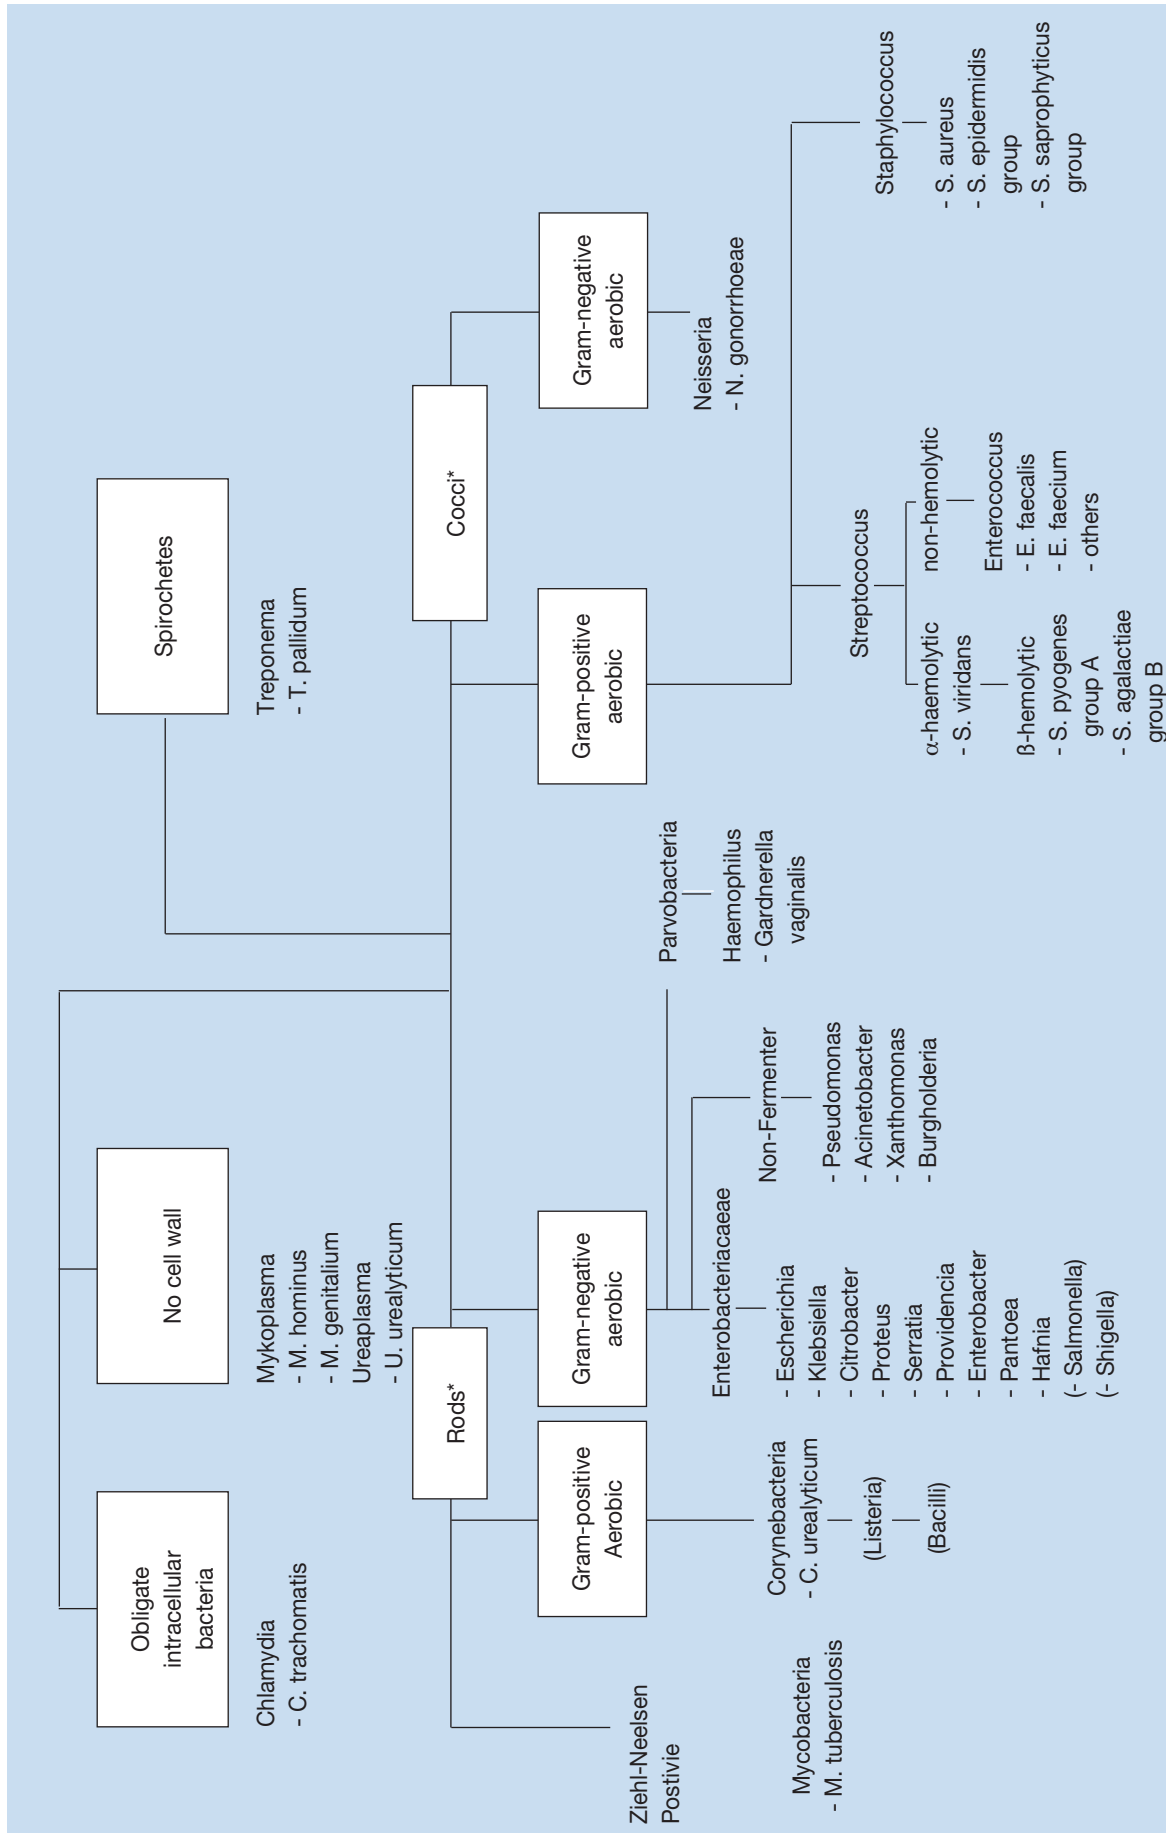 Obligate
intracellular
bacteria
Chlamydia
- C. trachomatis
No cell wall
Mykoplasma
- M. hominus
- M. genitalium
Ureaplasma
- U. urealyticum
Spirochetes
Treponema
- T. pallidum
Rods*
Cocci*
Ziehl-Neelsen
Postivie
Mycobacteria
- M. tuberculosis
Gram-positive
Aerobic
Corynebacteria
- C. urealyticum
(Listeria)
(Bacilli)
Gram-negative
aerobic
Enterobacteriacaeae
- Escherichia
- Klebsiella
- Citrobacter
- Proteus
- Serratia
- Providencia
- Enterobacter
- Pantoea
- Hafnia
(- Salmonella)
(- Shigella)
Non-Fermenter
- Pseudomonas
- Acinetobacter
- Xanthomonas
- Burgholderia
Parvobacteria
Haemophilus
- Gardnerella
vaginalis
Gram-positive
aerobic
Streptococcus
α-haemolytic
- S. viridans
ß-hemolytic
- S. pyogenes
group A
- S. agalactiae
group B
non-hemolytic
Enterococcus
- E. faecalis
- E. faecium
- others
Gram-negative
aerobic
Neisseria
- N. gonorrhoeae
Staphylococcus
- S. aureus
- S. epidermidis
group
- S. saprophyticus
group